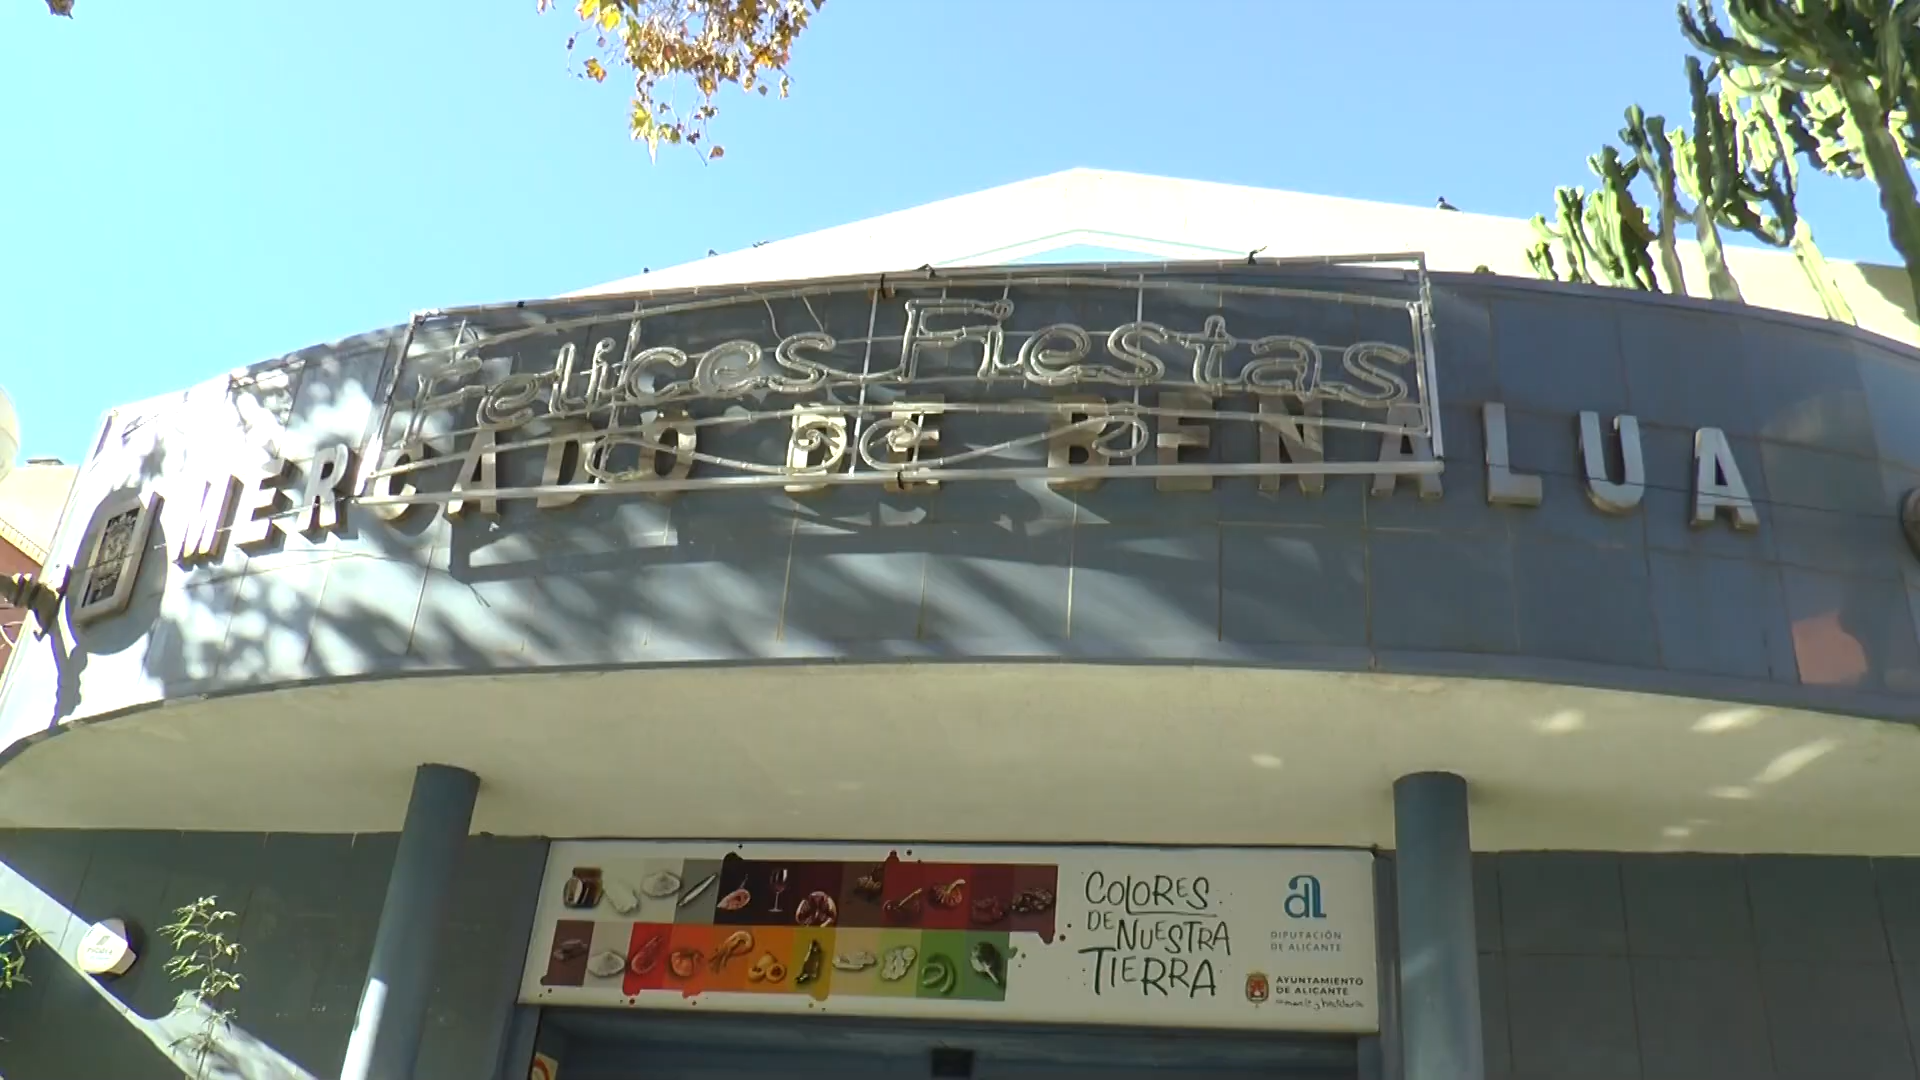 Felices Fiestas
MERCADO DE BENALUA
COLORES
DE NUESTRA
TIERRA
DIPUTACIÓN
DE ALICANTE
AYUNTAMIENTO
DE ALICANTE